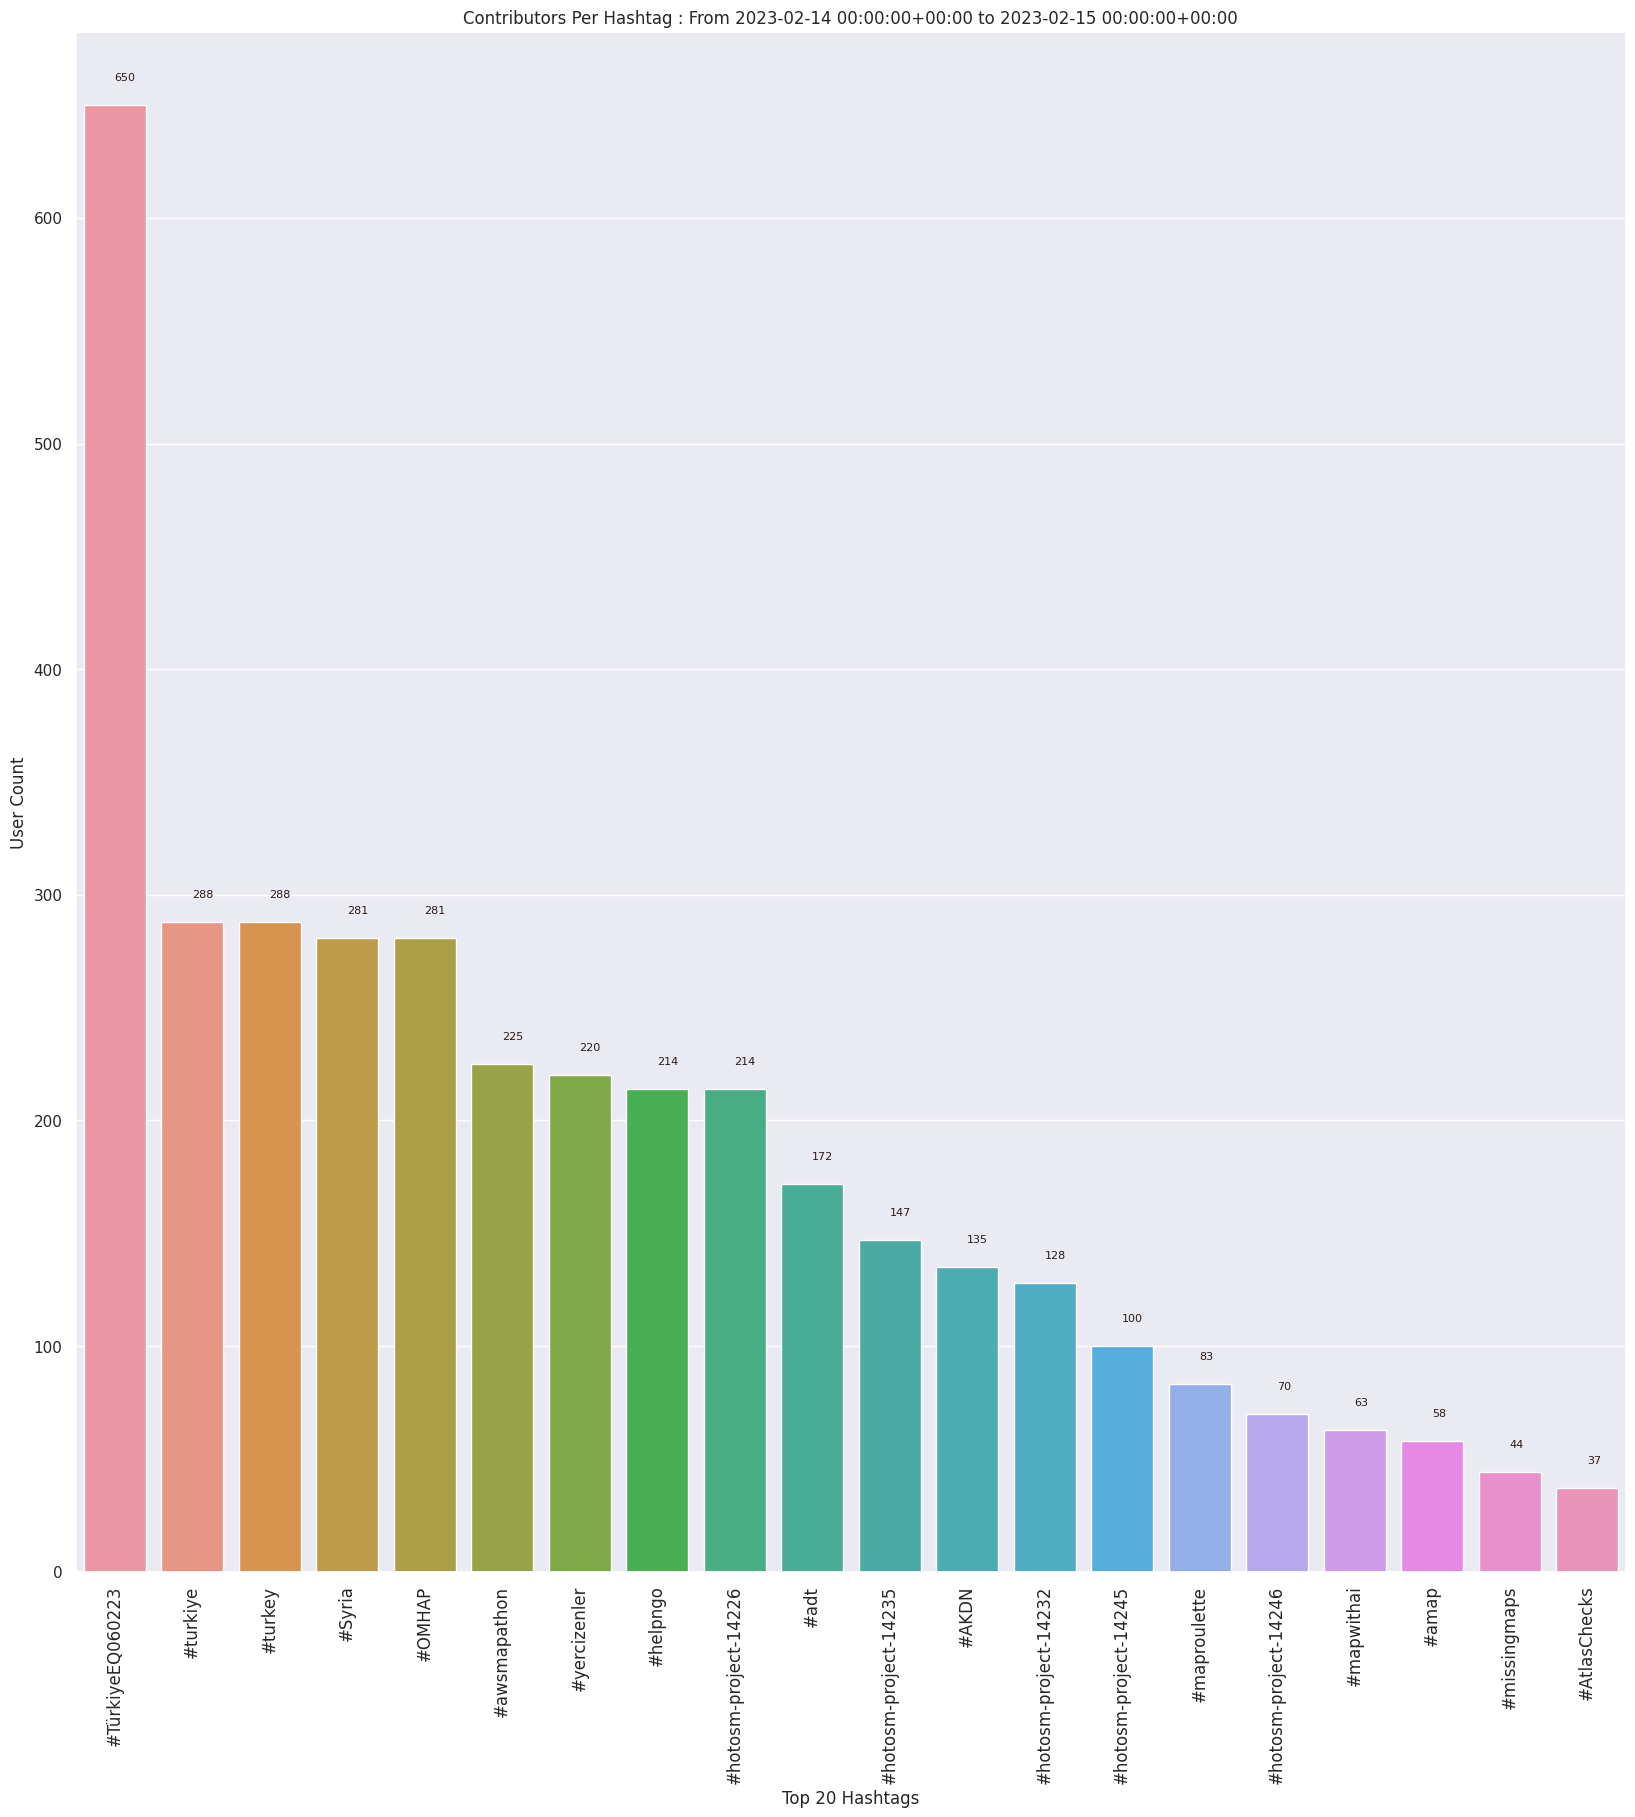 Contributors Per Hashtag : From 2023-02-14 00:00:00+00:00 to 2023-02-15 00:00:00+00:00
User Count
600
500
400
300
200
100
0
650
288
288
281
281
225
220
214
214
172
147
135
128
100
83
70
63
58
44
37
#TürkiyeEQ060223
#turkiye
#turkey
#Syria
#OMHAP
#awsmapathon
#yercizenler
#helpngo
#hotosm-project-14226
#adt
#hotosm-project-14235
#AKDN
#hotosm-project-14232
#hotosm-project-14245
#maproulette
#hotosm-project-14246
#mapwithai
#amap
#missingmaps
#AtlasChecks
Top 20 Hashtags